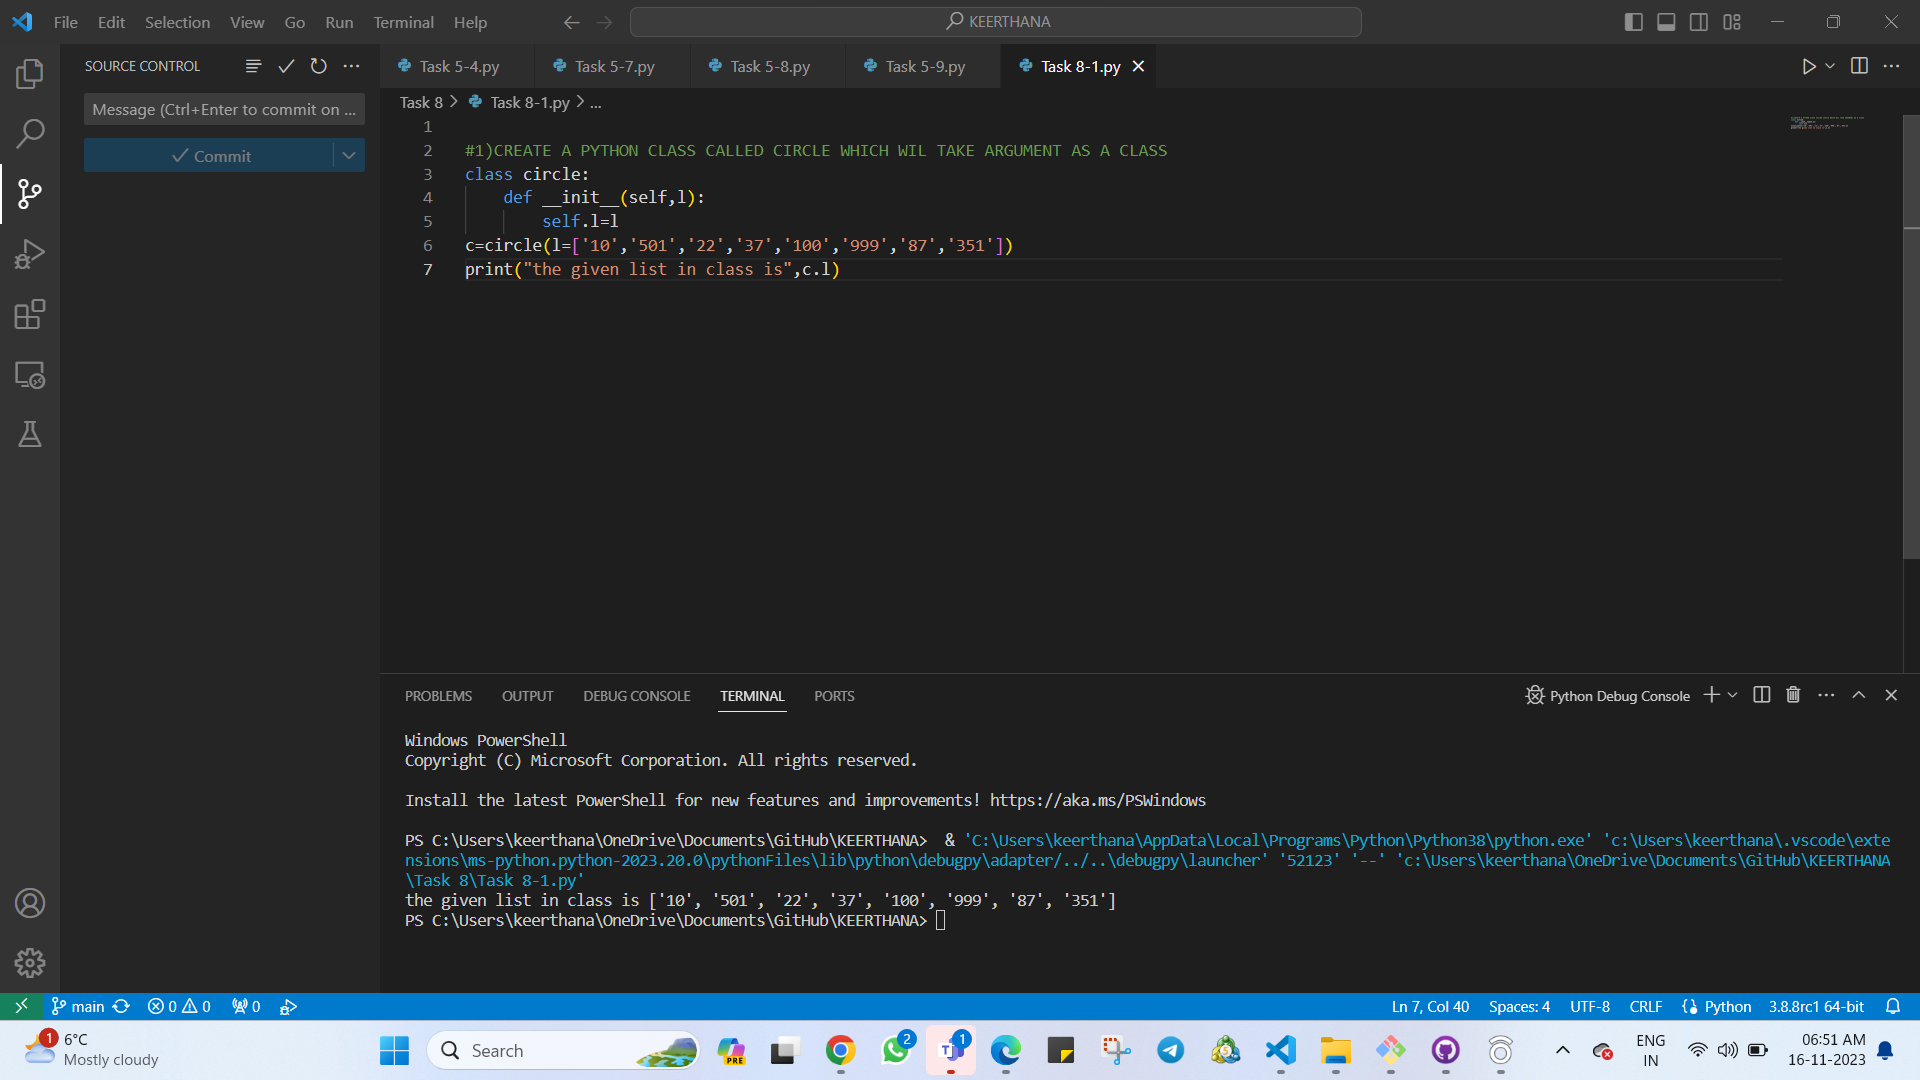 File Edit Selection View Go Run Terminal Help
KEERTHANA
SOURCE CONTROL
Message (Ctrl+Enter to commit on ...
Commit
Task 5-4.py
Task 5-7.py
Task 5-8.py
Task 5-9.py
Task 8-1.py
Task 8 > Task 8-1.py > ...
1
2 #1)CREATE A PYTHON CLASS CALLED CIRCLE WHICH WIL TAKE ARGUMENT AS A CLASS
3 class circle:
4     def __init__(self,l):
5         self.l=l
6 c=circle(l=['10','501','22','37','100','999','87','351'])
7 print("the given list in class is",c.l)
PROBLEMS OUTPUT DEBUG CONSOLE TERMINAL PORTS
Python Debug Console
Windows PowerShell
Copyright (C) Microsoft Corporation. All rights reserved.
Install the latest PowerShell for new features and improvements! https://aka.ms/PSWindows
PS C:\Users\keerthana\OneDrive\Documents\GitHub\KEERTHANA>  & 'C:\Users\keerthana\AppData\Local\Programs\Python\Python38\python.exe' 'c:\Users\keerthana\.vscode\exte
nsions\ms-python.python-2023.20.0\pythonFiles\lib\python\debugpy\adapter/../..\debugpy\launcher' '52123' '--' 'c:\Users\keerthana\OneDrive\Documents\GitHub\KEERTHANA
\Task 8\Task 8-1.py'
the given list in class is ['10', '501', '22', '37', '100', '999', '87', '351']
PS C:\Users\keerthana\OneDrive\Documents\GitHub\KEERTHANA>
main 0 0 0
Ln 7, Col 40 Spaces: 4 UTF-8 CRLF Python 3.8.8rc1 64-bit
1
6°C
Mostly cloudy
Search
PRE
2
1
ENG
IN
06:51 AM
16-11-2023